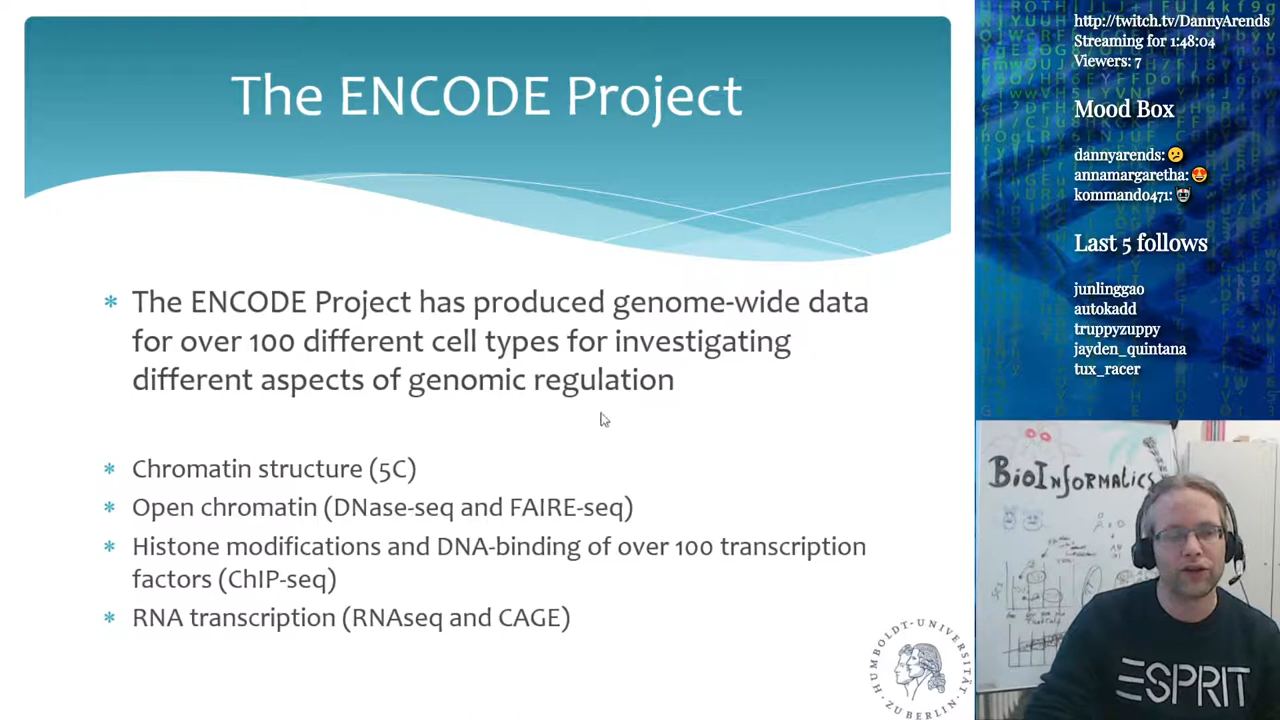 The ENCODE Project
The ENCODE Project has produced genome-wide data
for over 100 different cell types for investigating
different aspects of genomic regulation
Chromatin structure (5C)
Open chromatin (DNase-seq and FAIRE-seq)
Histone modifications and DNA-binding of over 100 transcription
factors (ChIP-seq)
RNA transcription (RNAseq and CAGE)
HUMBOLDT-UNIVERSITÄT
ZU BERLIN
http://twitch.tv/DannyArends
Streaming for 1:48:04
Viewers: 7
Mood Box
dannyarends:
annamargaretha:
kommando471:
Last 5 follows
junlinggao
autokadd
truppyzuppy
jayden_quintana
tux_racer
BioInformatics
ESPRIT